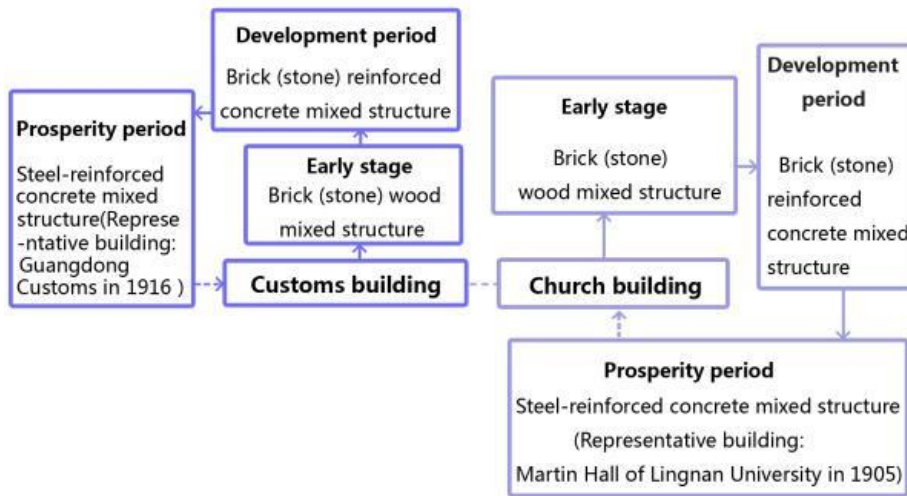 Development period
Brick (stone) reinforced
concrete mixed structure
Prosperity period
Steel-reinforced
concrete mixed
structure(Represe
-ntative building:
Guangdong
Customs in 1916 )
Early stage
Brick (stone) wood
mixed structure
Customs building
Early stage
Brick (stone)
wood mixed structure
Development
period
Brick (stone)
reinforced
concrete mixed
structure
Church building
Prosperity period
Steel-reinforced concrete mixed structure
(Representative building:
Martin Hall of Lingnan University in 1905)